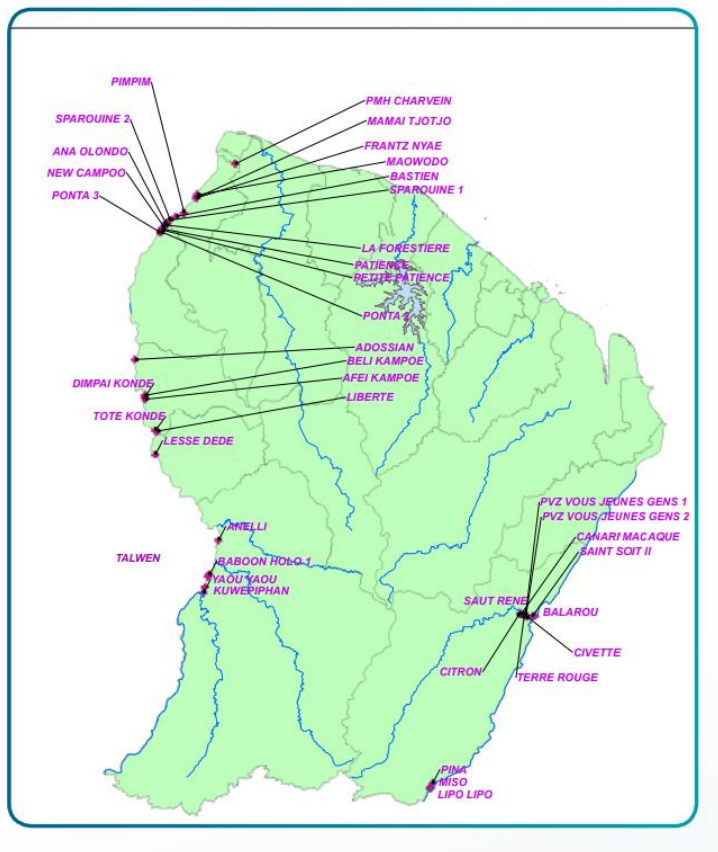 PIMPIM
PMH CHARVEIN
SPAROUINE 2
MAMAI TJOTJO
FRANTZ NYAE
ANA OLONDO
MAOWODO
NEW CAMPOO
BASTIEN
SPAROUINE 1
PONTA 3
LA FORESTIERE
PATIENCE
PETITE PATIENCE
PONTA 2
ADOSSIAN
BELI KAMPOE
AFEI KAMPOE
DIMPAI KONDE
LIBERTE
TOTE KONDE
LESSE DEDE
PVZ VOUS JEUNES GENS 1
PVZ VOUS JEUNES GENS 2
ANELLI
CANARI MACAQUE
SAINT SOIT II
TALWEN
BABOON HOLO 1
YAOU YAOU
KUWEPIPHAN
SAUT RENE
BALAROU
CIVETTE
CITRON
TERRE ROUGE
PINA
MISO
LIPO LIPO